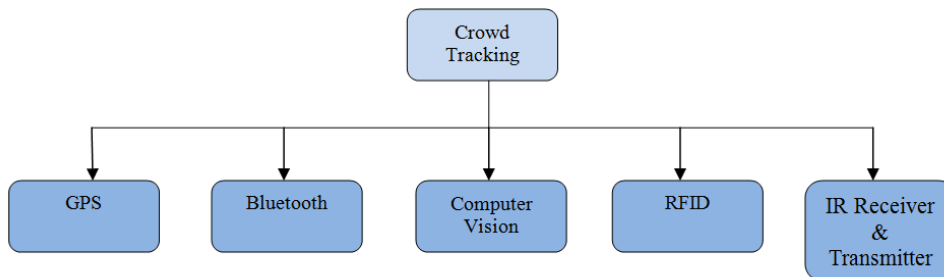 Crowd
Tracking
GPS
Bluetooth
Computer
Vision
RFID
IR Receiver
&
Transmitter